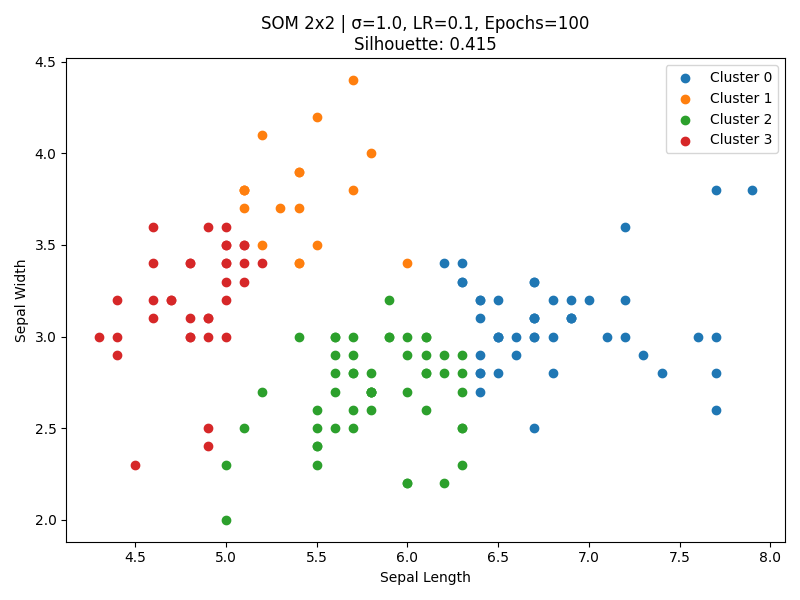 SOM 2x2 | σ=1.0, LR=0.1, Epochs=100
Silhouette: 0.415
Cluster 0
Cluster 1
Cluster 2
Cluster 3
Sepal Width
4.5
4.0
3.5
3.0
2.5
2.0
4.5
5.0
5.5
6.0
6.5
7.0
7.5
8.0
Sepal Length